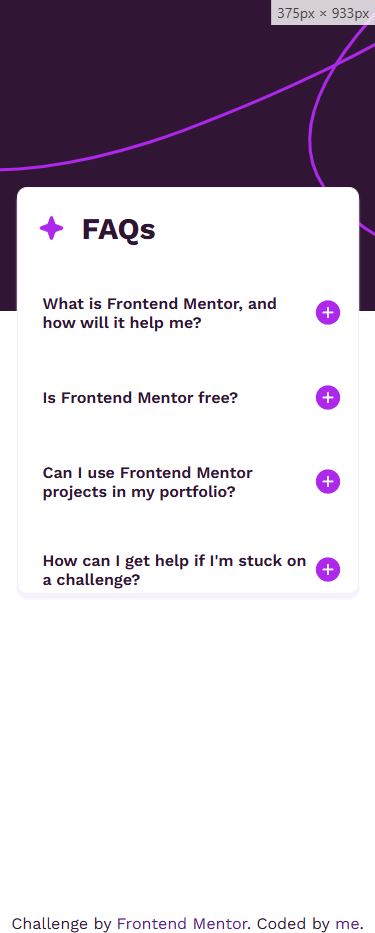 375px × 933px
FAQs
What is Frontend Mentor, and
how will it help me?
Is Frontend Mentor free?
Can I use Frontend Mentor
projects in my portfolio?
How can I get help if I'm stuck on
a challenge?
Challenge by Frontend Mentor. Coded by me.